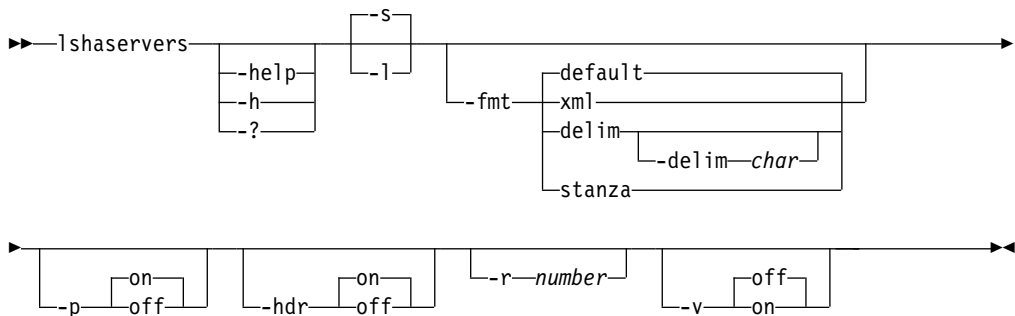 -s
lshaservers
-help
-l
default
-h
-fmt
xml
-?
delim
-delim char
stanza
on
on
off
-p
off
-hdr
off
-r number
-v
on